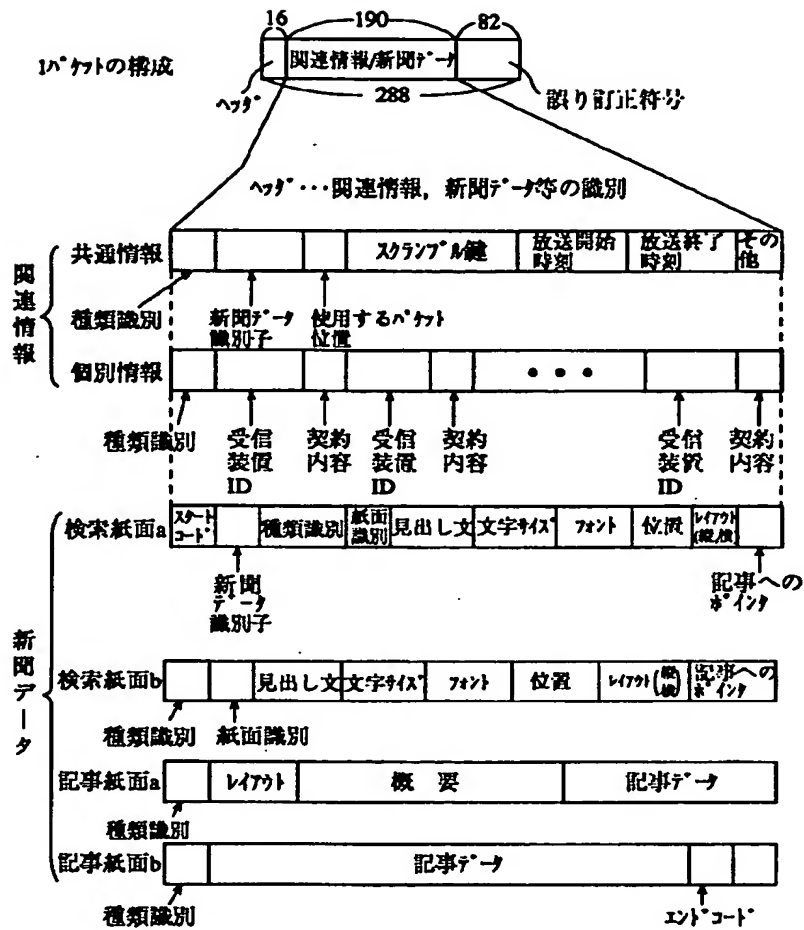 16 190 82
1パケットの構成
関連情報/新聞データ
ヘッダ
288
誤り訂正符号
ヘッダ・・・関連情報,新聞データ等の識別
関連情報
共通情報
スクランブル鍵
放送開始時刻
放送終了時刻
その他
種類識別
新聞データ識別子
使用するパケット位置
個別情報
・・・
種類識別
受信装置ID
契約内容
受信装置ID
契約内容
受信装置ID
契約内容
新聞データ
検索紙面a
スタートコード
種類識別
紙面識別
見出し文
文字サイズ
フォント
位置
レイアウト(縦/横)
新聞データ識別子
記事へのポインタ
検索紙面b
見出し文
文字サイズ
フォント
位置
レイアウト(縦横)
記事へのポインタ
種類識別
紙面識別
記事紙面a
レイアウト
概 要
記事データ
種類識別
記事紙面b
記事データ
種類識別
エンドコード